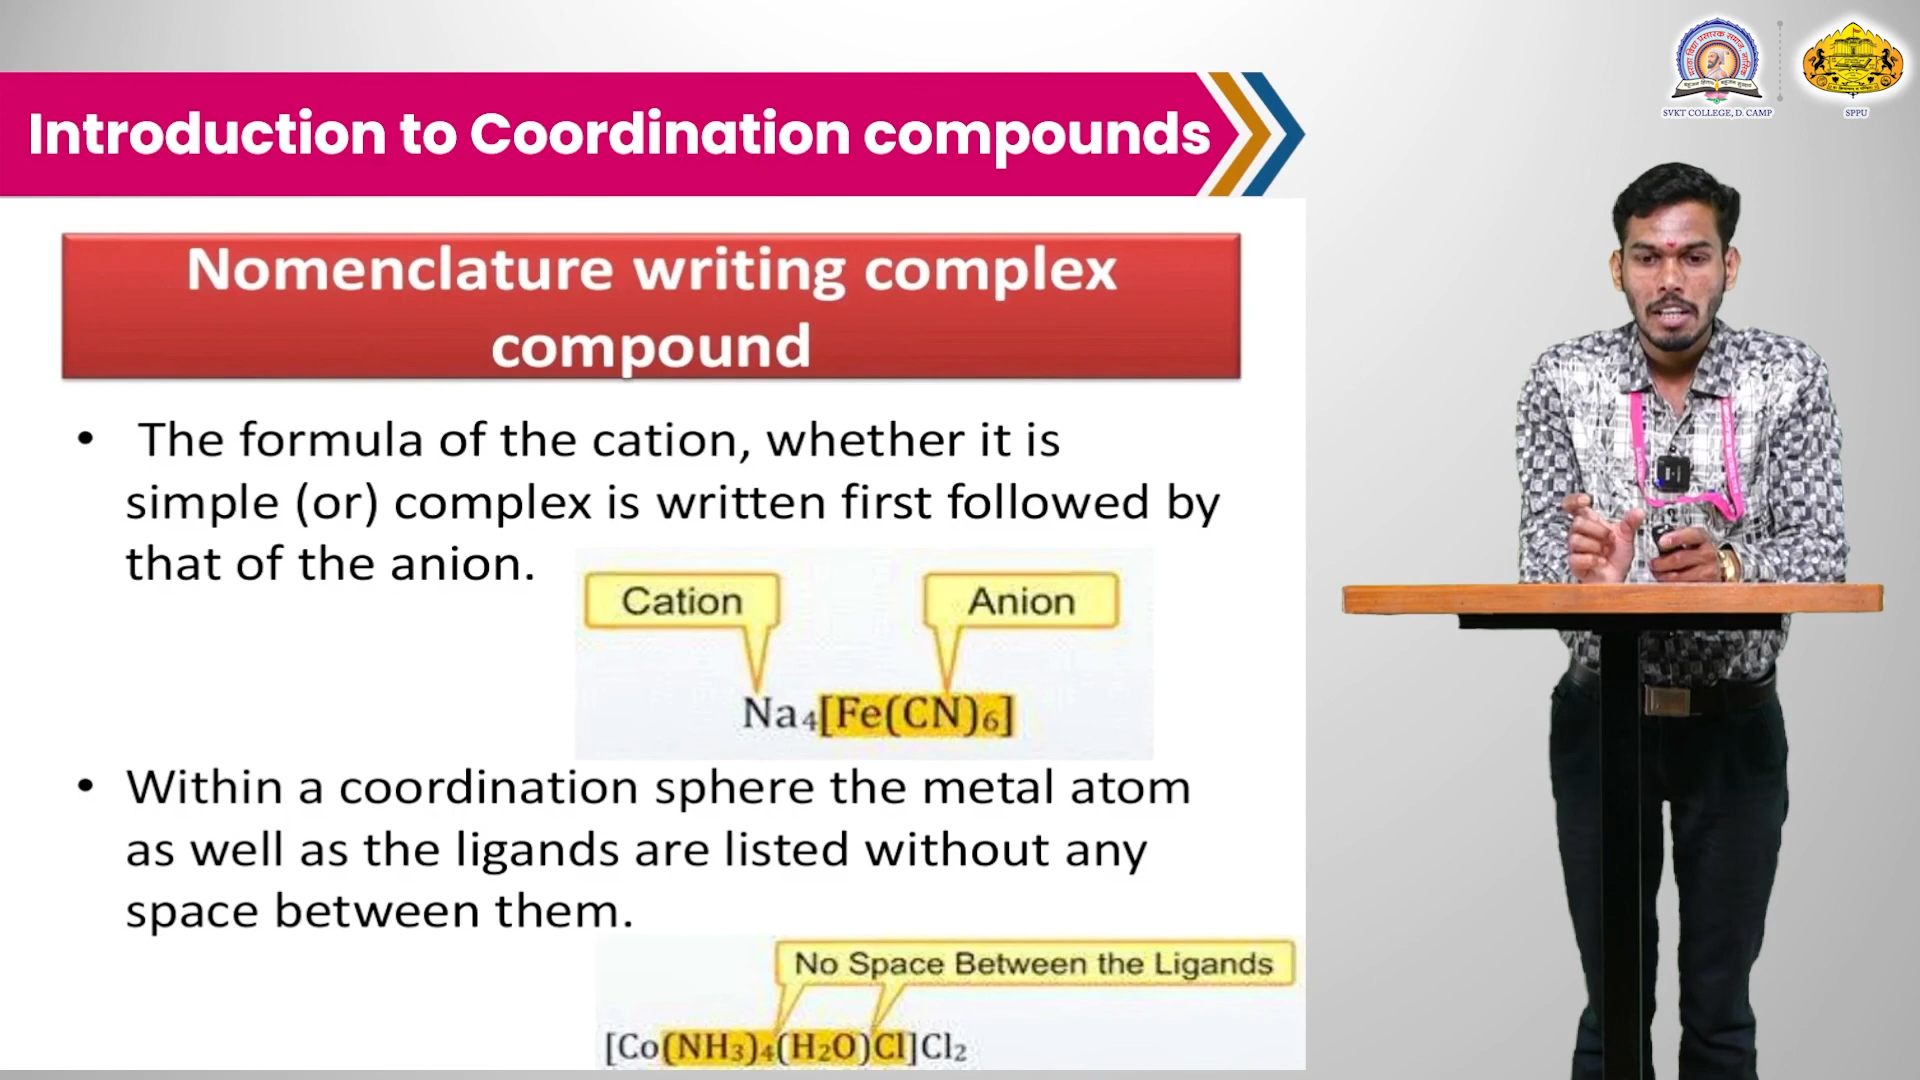 SVKT COLLEGE, D. CAMP
SPPU
Introduction to Coordination compounds
Nomenclature writing complex
compound
• The formula of the cation, whether it is
simple (or) complex is written first followed by
that of the anion.
Cation
Anion
Na₄[Fe(CN)₆]
• Within a coordination sphere the metal atom
as well as the ligands are listed without any
space between them.
No Space Between the Ligands
[Co(NH₃)₄(H₂O)Cl]Cl₂